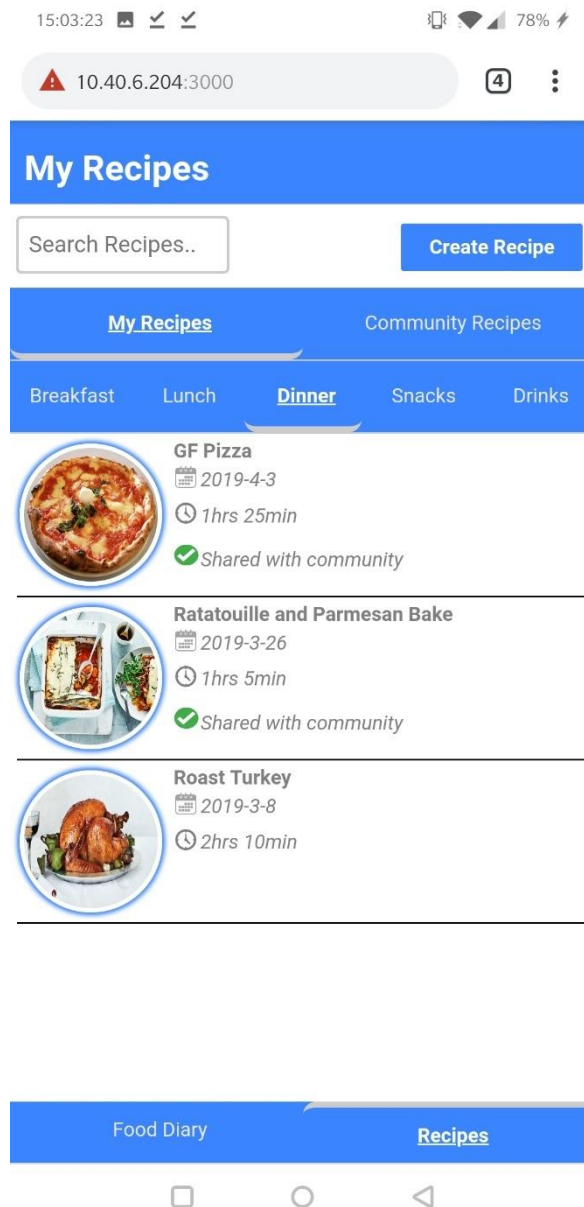 15:03:23 78%
10.40.6.204:3000 4
My Recipes
Search Recipes.. Create Recipe
My Recipes Community Recipes
Breakfast Lunch Dinner Snacks Drinks
GF Pizza
2019-4-3
1hrs 25min
Shared with community
Ratatouille and Parmesan Bake
2019-3-26
1hrs 5min
Shared with community
Roast Turkey
2019-3-8
2hrs 10min
Food Diary Recipes